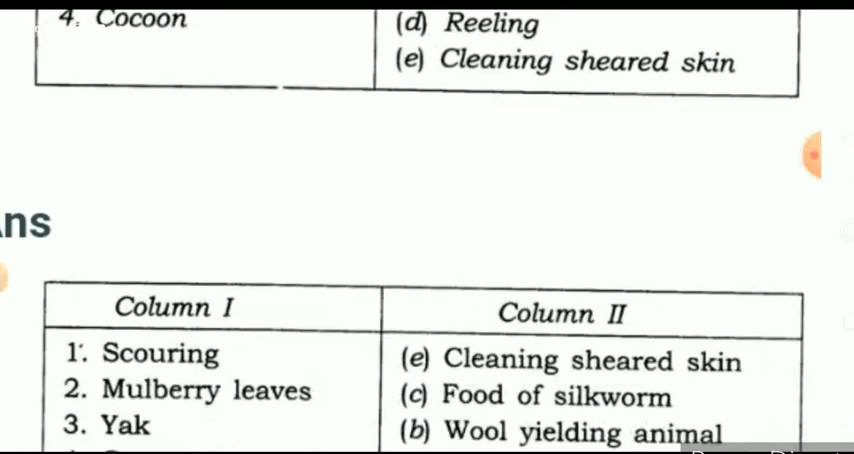 4. Cocoon
(d) Reeling
(e) Cleaning sheared skin
ns
Column I
Column II
1. Scouring
(e) Cleaning sheared skin
2. Mulberry leaves
(c) Food of silkworm
3. Yak
(b) Wool yielding animal